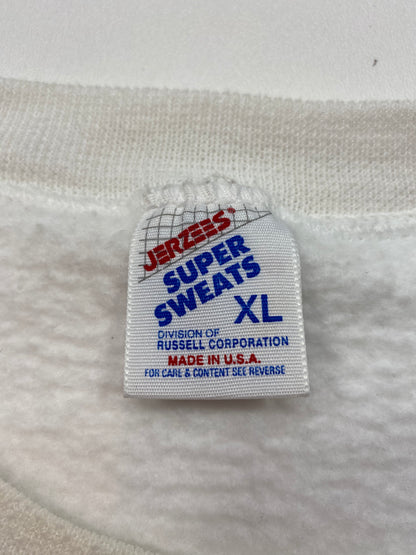 JERZEES®
SUPER
SWEATS
XL
DIVISION OF
RUSSELL CORPORATION
MADE IN U.S.A.
FOR CARE & CONTENT SEE REVERSE